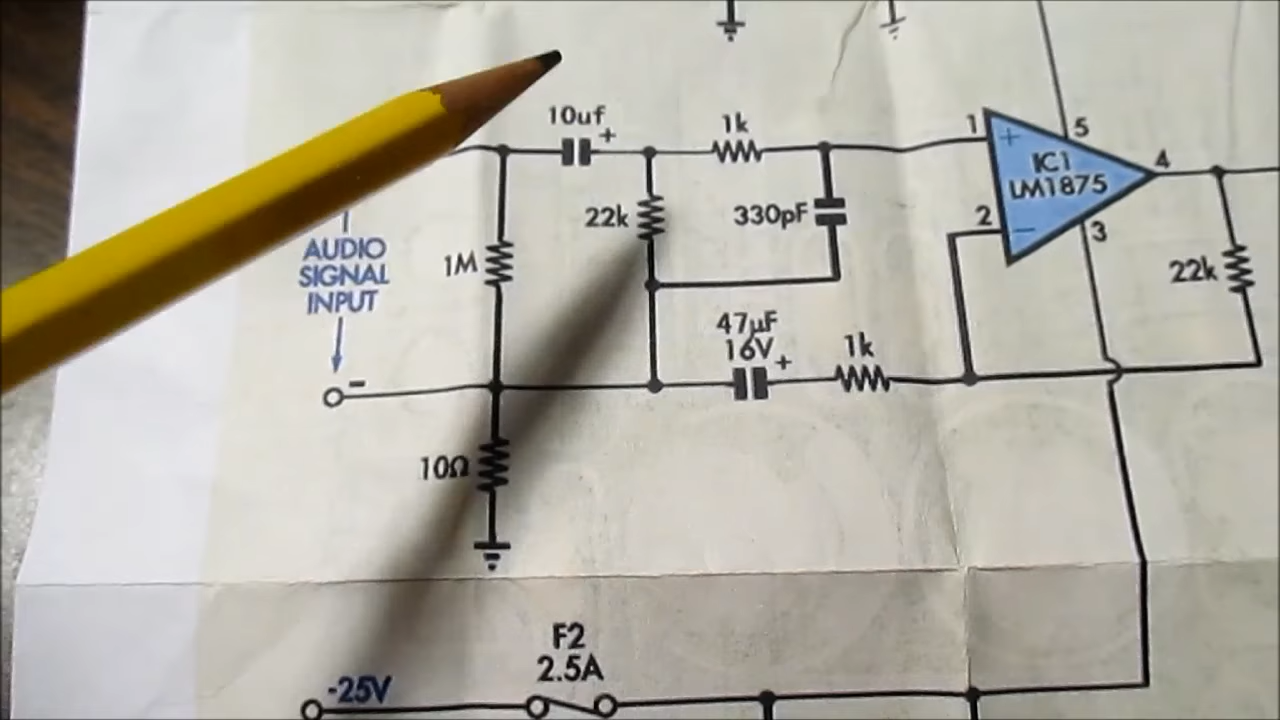 10uf
+
1k
1
5
+
IC1
LM1875
4
22k
330pF
2
−
3
AUDIO
SIGNAL
INPUT
1M
22k
47µF
16V
+
1k
-
10Ω
F2
2.5A
-25V